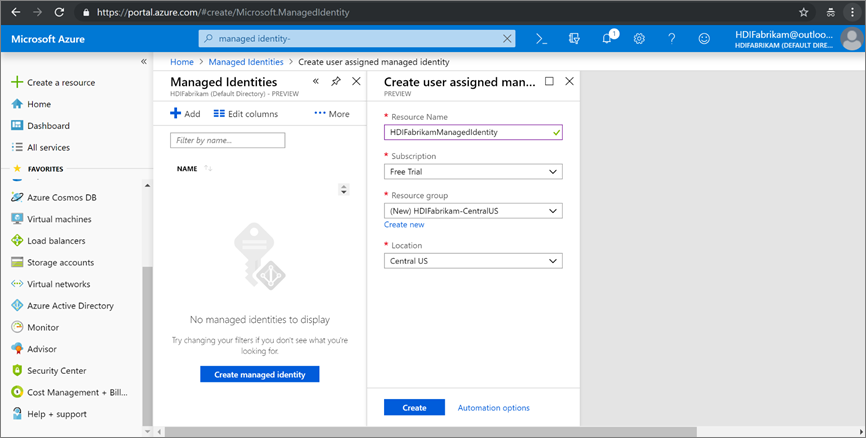 https://portal.azure.com/#create/Microsoft.ManagedIdentity
Microsoft Azure
managed identity-
1
HDIFabrikam@outloo...
HDIFABRIKAM (DEFAULT DIRE...
Create a resource
Home
Dashboard
All services
FAVORITES
Azure Cosmos DB
Virtual machines
Load balancers
Storage accounts
Virtual networks
Azure Active Directory
Monitor
Advisor
Security Center
Cost Management + Bill...
Help + support
Home > Managed Identities > Create user assigned managed identity
Managed Identities
HDIFabrikam (Default Directory) - PREVIEW
Add Edit columns ... More
Filter by name...
NAME
No managed identities to display
Try changing your filters if you don't see what you're
looking for.
Create managed identity
Create user assigned man...
PREVIEW
* Resource Name
HDIFabrikamManagedIdentity
* Subscription
Free Trial
* Resource group
(New) HDIFabrikam-CentralUS
Create new
* Location
Central US
Create Automation options